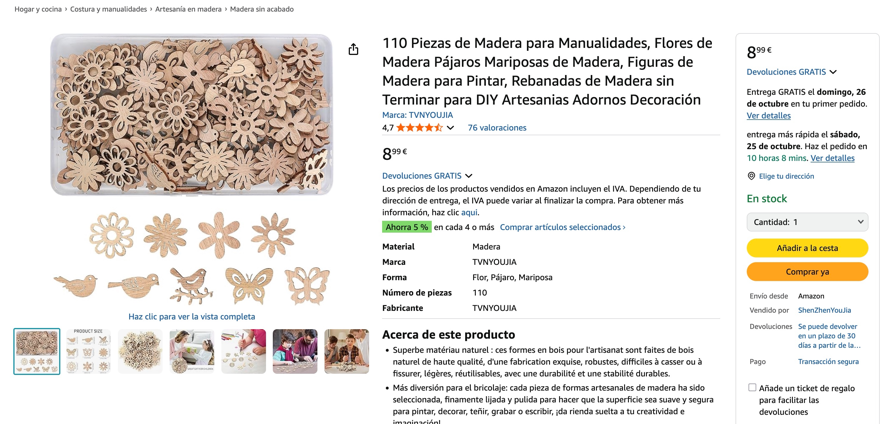 Hogar y cocina › Costura y manualidades › Artesanía en madera › Madera sin acabado
110 Piezas de Madera para Manualidades, Flores de
Madera Pájaros Mariposas de Madera, Figuras de
Madera para Pintar, Rebanadas de Madera sin
Terminar para DIY Artesanias Adornos Decoración
Marca: TVNYOUJIA
4,7 76 valoraciones
8,99 €
Devoluciones GRATIS
Los precios de los productos vendidos en Amazon incluyen el IVA. Dependiendo de tu
dirección de entrega, el IVA puede variar al finalizar la compra. Para obtener más
información, haz clic aquí.
Ahorra 5 % en cada 4 o más Comprar artículos seleccionados ›
Material Madera
Marca TVNYOUJIA
Forma Flor, Pájaro, Mariposa
Número de piezas 110
Fabricante TVNYOUJIA
Acerca de este producto
• Superbe matériau naturel : ces formes en bois pour l'artisanat sont faites de bois
naturel de haute qualité, d'une fabrication exquise, robustes, difficiles à casser ou à
fissurer, légères, réutilisables, avec une durabilité et une stabilité durables.
• Más diversión para el bricolaje: cada pieza de formas artesanales de madera ha sido
seleccionada, finamente lijada y pulida para hacer que la superficie sea suave y segura
para pintar, decorar, teñir, grabar o escribir, ¡da rienda suelta a tu creatividad e
imaginación!
Haz clic para ver la vista completa
PRODUCT SIZE
8,99 €
Devoluciones GRATIS
Entrega GRATIS el domingo, 26
de octubre en tu primer pedido.
Ver detalles
entrega más rápida el sábado,
25 de octubre. Haz el pedido en
10 horas 8 mins. Ver detalles
Elige tu dirección
En stock
Cantidad: 1
Añadir a la cesta
Comprar ya
Envío desde Amazon
Vendido por ShenZhenYouJia
Devoluciones Se puede devolver
en un plazo de 30
días a partir de la...
Pago Transacción segura
Añade un ticket de regalo
para facilitar las
devoluciones